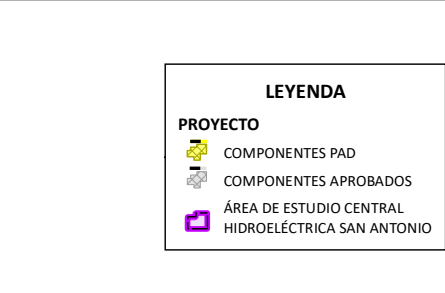 LEYENDA
PROYECTO
COMPONENTES PAD
COMPONENTES APROBADOS
ÁREA DE ESTUDIO CENTRAL
HIDROELÉCTRICA SAN ANTONIO